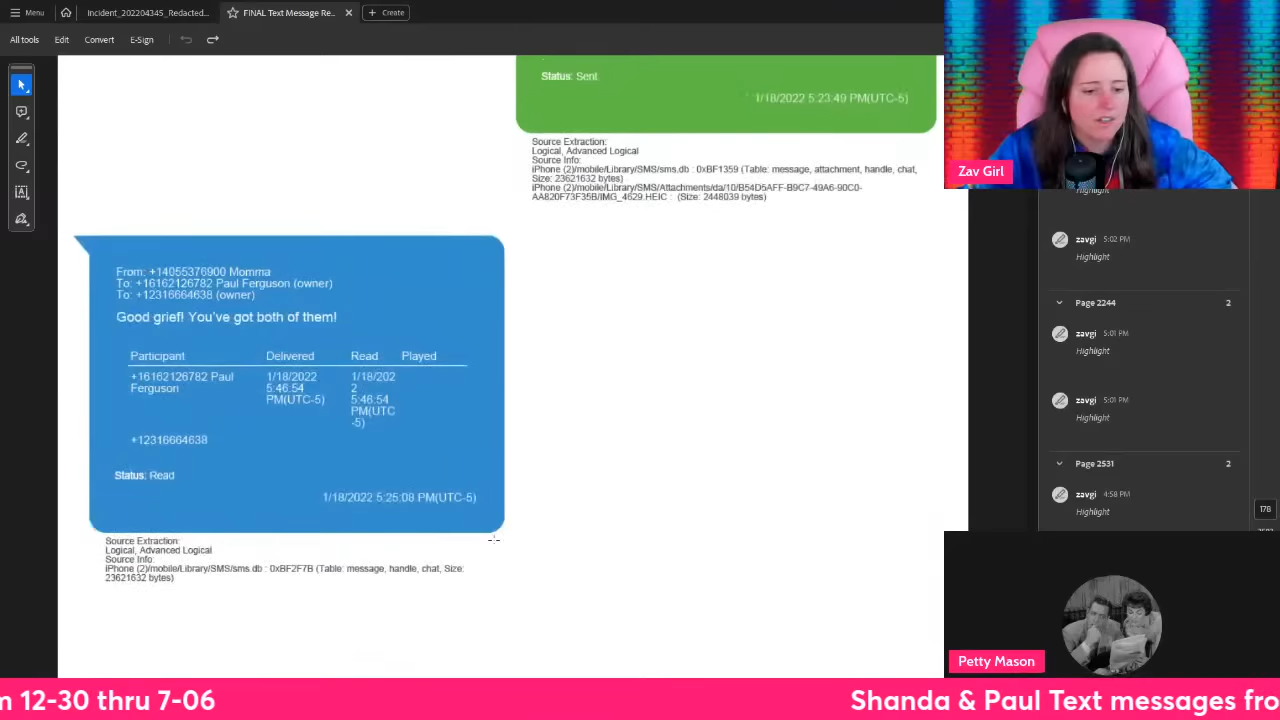 Menu
Incident_202204345_Redacted...
FINAL Text Message Re...
Create
All tools
Edit
Convert
E-Sign
Status: Sent
1/18/2022 5:23:49 PM(UTC-5)
Source Extraction:
Logical, Advanced Logical
Source Info:
iPhone (2)/mobile/Library/SMS/sms.db : 0xBF1359 (Table: message, attachment, handle, chat,
Size: 23621632 bytes)
iPhone (2)/mobile/Library/SMS/Attachments/da/10/B54D5AFF-B9C7-49A6-90C0-
AA820F73F35B/IMG_4629.HEIC : (Size: 2448039 bytes)
From: +14055376900 Momma
To: +16162126782 Paul Ferguson (owner)
To: +12316664638 (owner)
Good grief! You've got both of them!
Participant Delivered Read Played
+16162126782 Paul 1/18/2022 1/18/202
Ferguson 5:46:54 2
PM(UTC-5) 5:46:54
PM(UTC
-5)
+12316664638
Status: Read
1/18/2022 5:25:08 PM(UTC-5)
Source Extraction:
Logical, Advanced Logical
Source Info:
iPhone (2)/mobile/Library/SMS/sms.db : 0xBF2F7B (Table: message, handle, chat, Size:
23621632 bytes)
Zav Girl
Highlight
zavgi 5:02 PM
Highlight
Page 2244 2
zavgi 5:01 PM
Highlight
zavgi 5:01 PM
Highlight
Page 2531 2
zavgi 4:58 PM
Highlight
178
Petty Mason
m 12-30 thru 7-06
Shanda & Paul Text messages fro